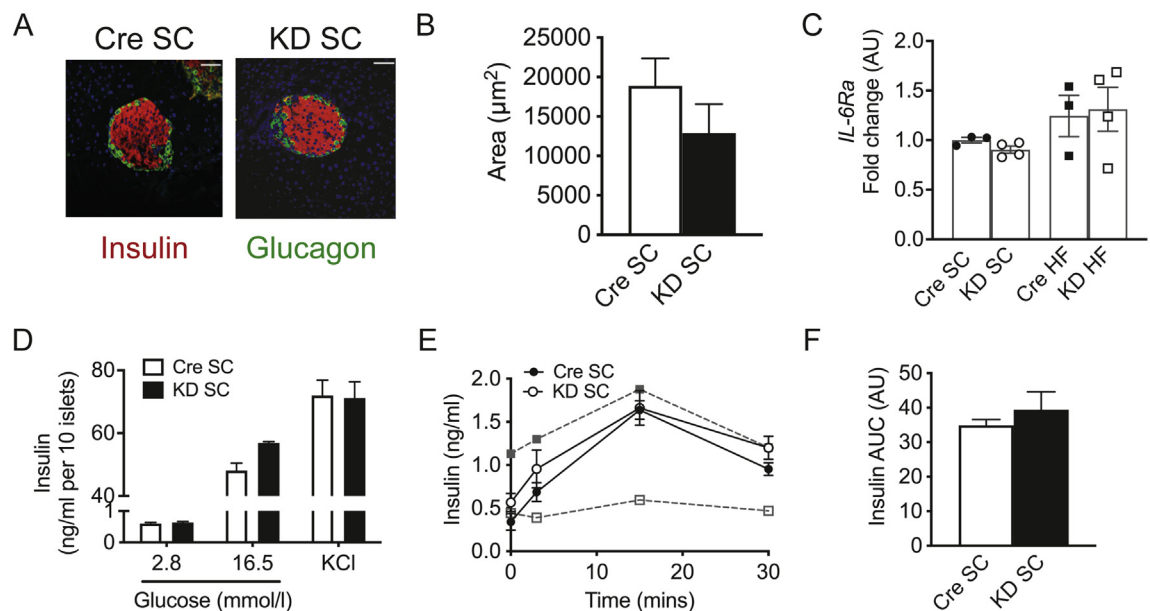 A
Cre SC
KD SC
Insulin
Glucagon
B
Area (μm²)
25000
20000
15000
10000
5000
0
Cre SC
KD SC
C
IL-6Ra
Fold change (AU)
2.0
1.5
1.0
0.5
0.0
Cre SC
KD SC
Cre HF
KD HF
D
Cre SC
KD SC
Insulin
(ng/ml per 10 islets)
80
60
40
1
0
2.8
16.5
KCl
Glucose (mmol/l)
E
Cre SC
KD SC
Insulin (ng/ml)
2.0
1.5
1.0
0.5
0.0
0
10
20
30
Time (mins)
F
Insulin AUC (AU)
50
40
30
20
10
0
Cre SC
KD SC